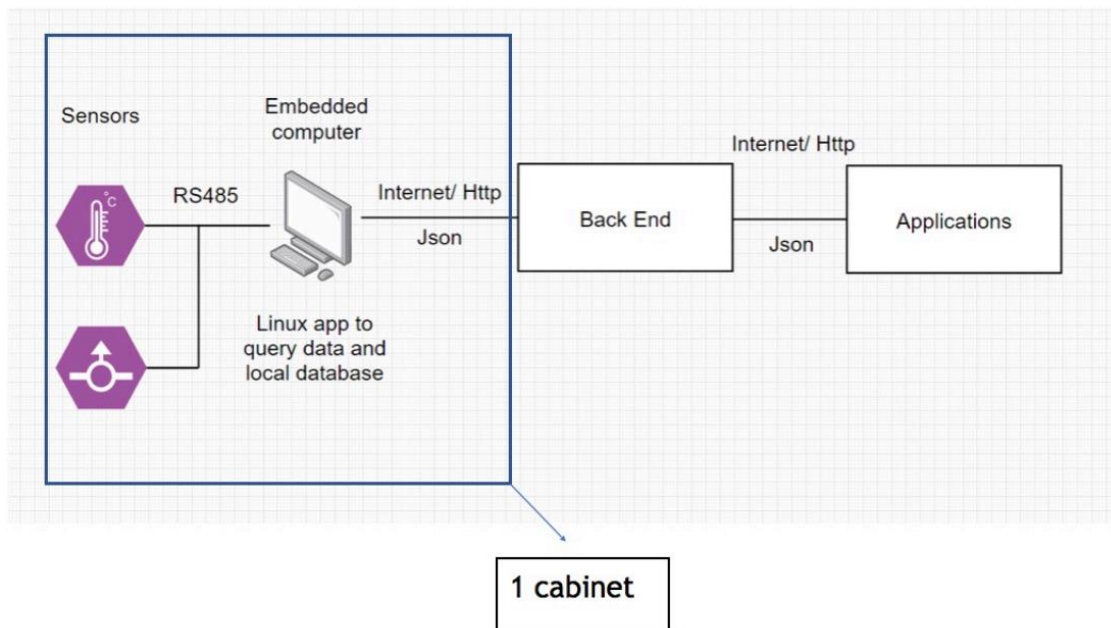 Sensors
°C
RS485
Embedded
computer
Linux app to
query data and
local database
Internet/ Http
Json
Back End
Internet/ Http
Json
Applications
1 cabinet